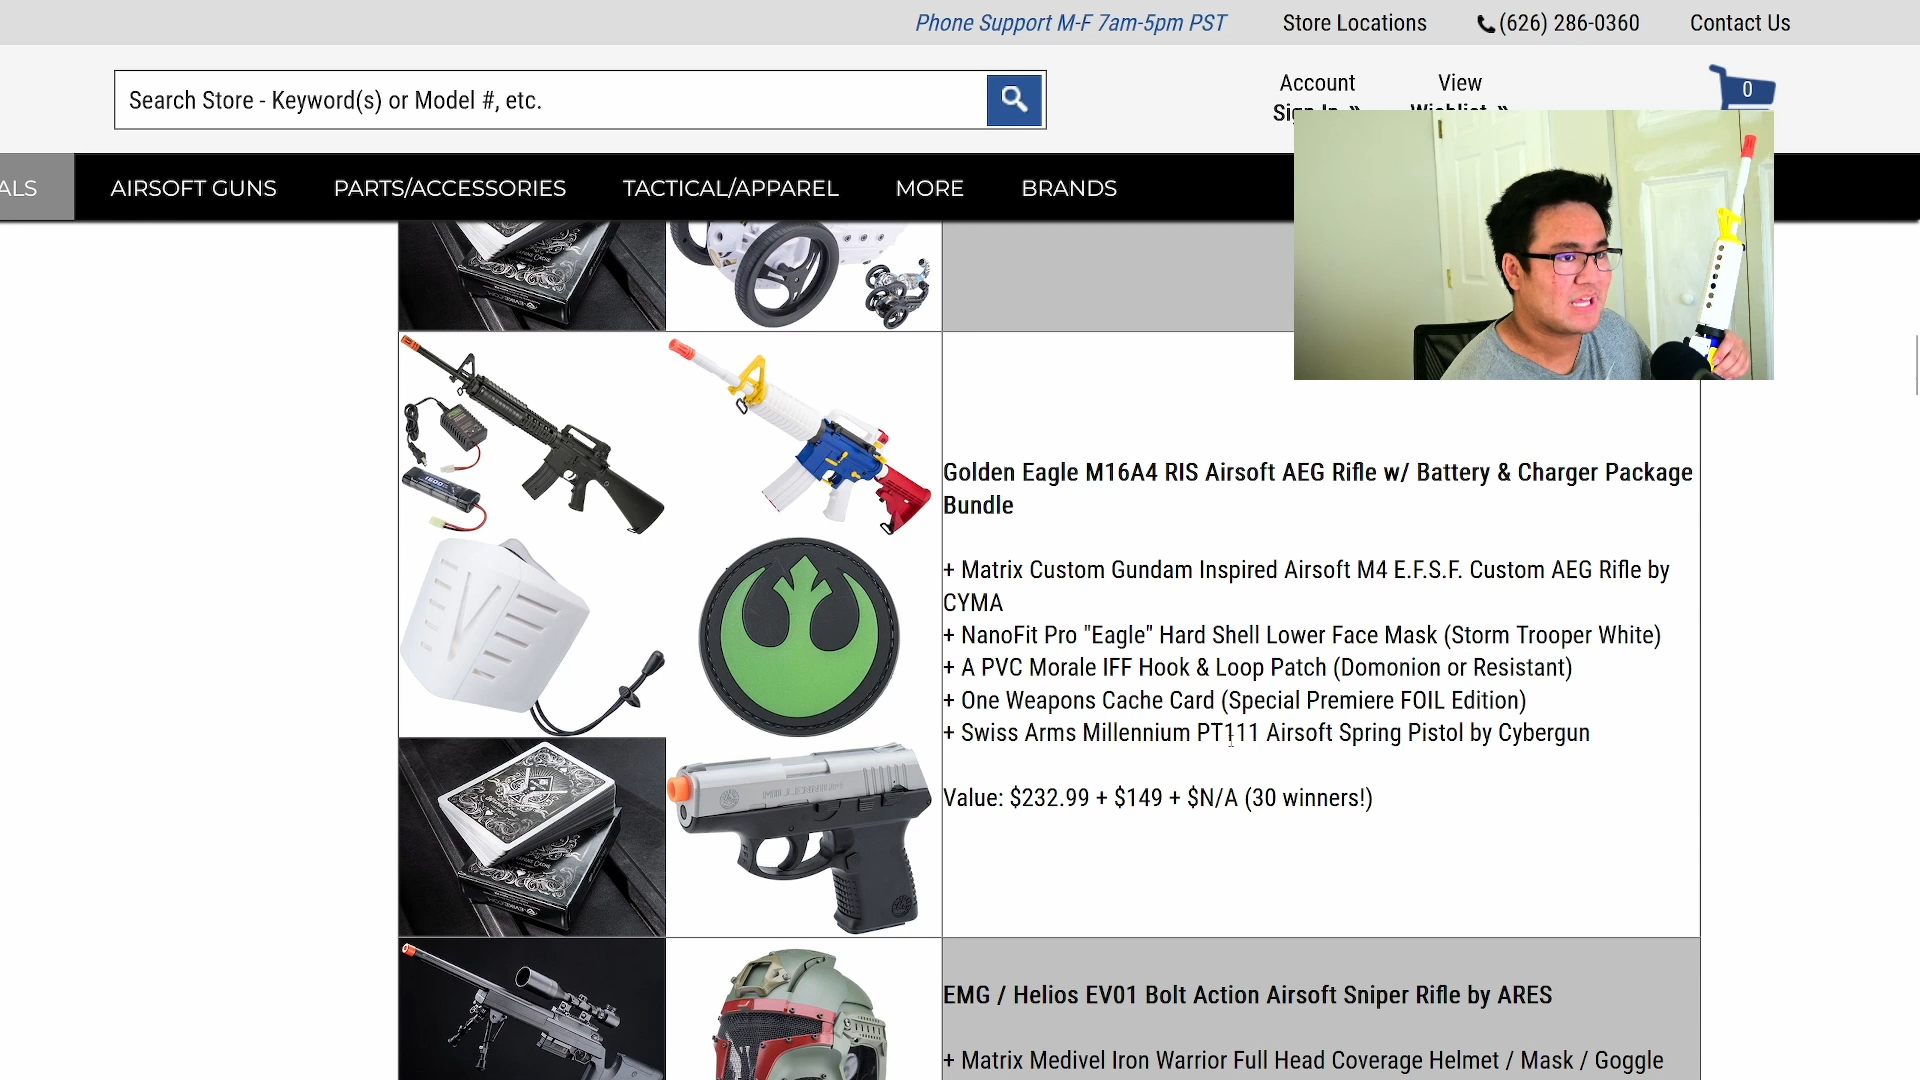 Phone Support M-F 7am-5pm PST
Store Locations
(626) 286-0360
Contact Us
Search Store - Keyword(s) or Model #, etc.
Account
Sign In »
View
Wishlist »
0
ALS
AIRSOFT GUNS
PARTS/ACCESSORIES
TACTICAL/APPAREL
MORE
BRANDS
Golden Eagle M16A4 RIS Airsoft AEG Rifle w/ Battery & Charger Package
Bundle
+ Matrix Custom Gundam Inspired Airsoft M4 E.F.S.F. Custom AEG Rifle by
CYMA
+ NanoFit Pro "Eagle" Hard Shell Lower Face Mask (Storm Trooper White)
+ A PVC Morale IFF Hook & Loop Patch (Domonion or Resistant)
+ One Weapons Cache Card (Special Premiere FOIL Edition)
+ Swiss Arms Millennium PT111 Airsoft Spring Pistol by Cybergun
Value: $232.99 + $149 + $N/A (30 winners!)
MILLENNIUM
EMG / Helios EV01 Bolt Action Airsoft Sniper Rifle by ARES
+ Matrix Medivel Iron Warrior Full Head Coverage Helmet / Mask / Goggle